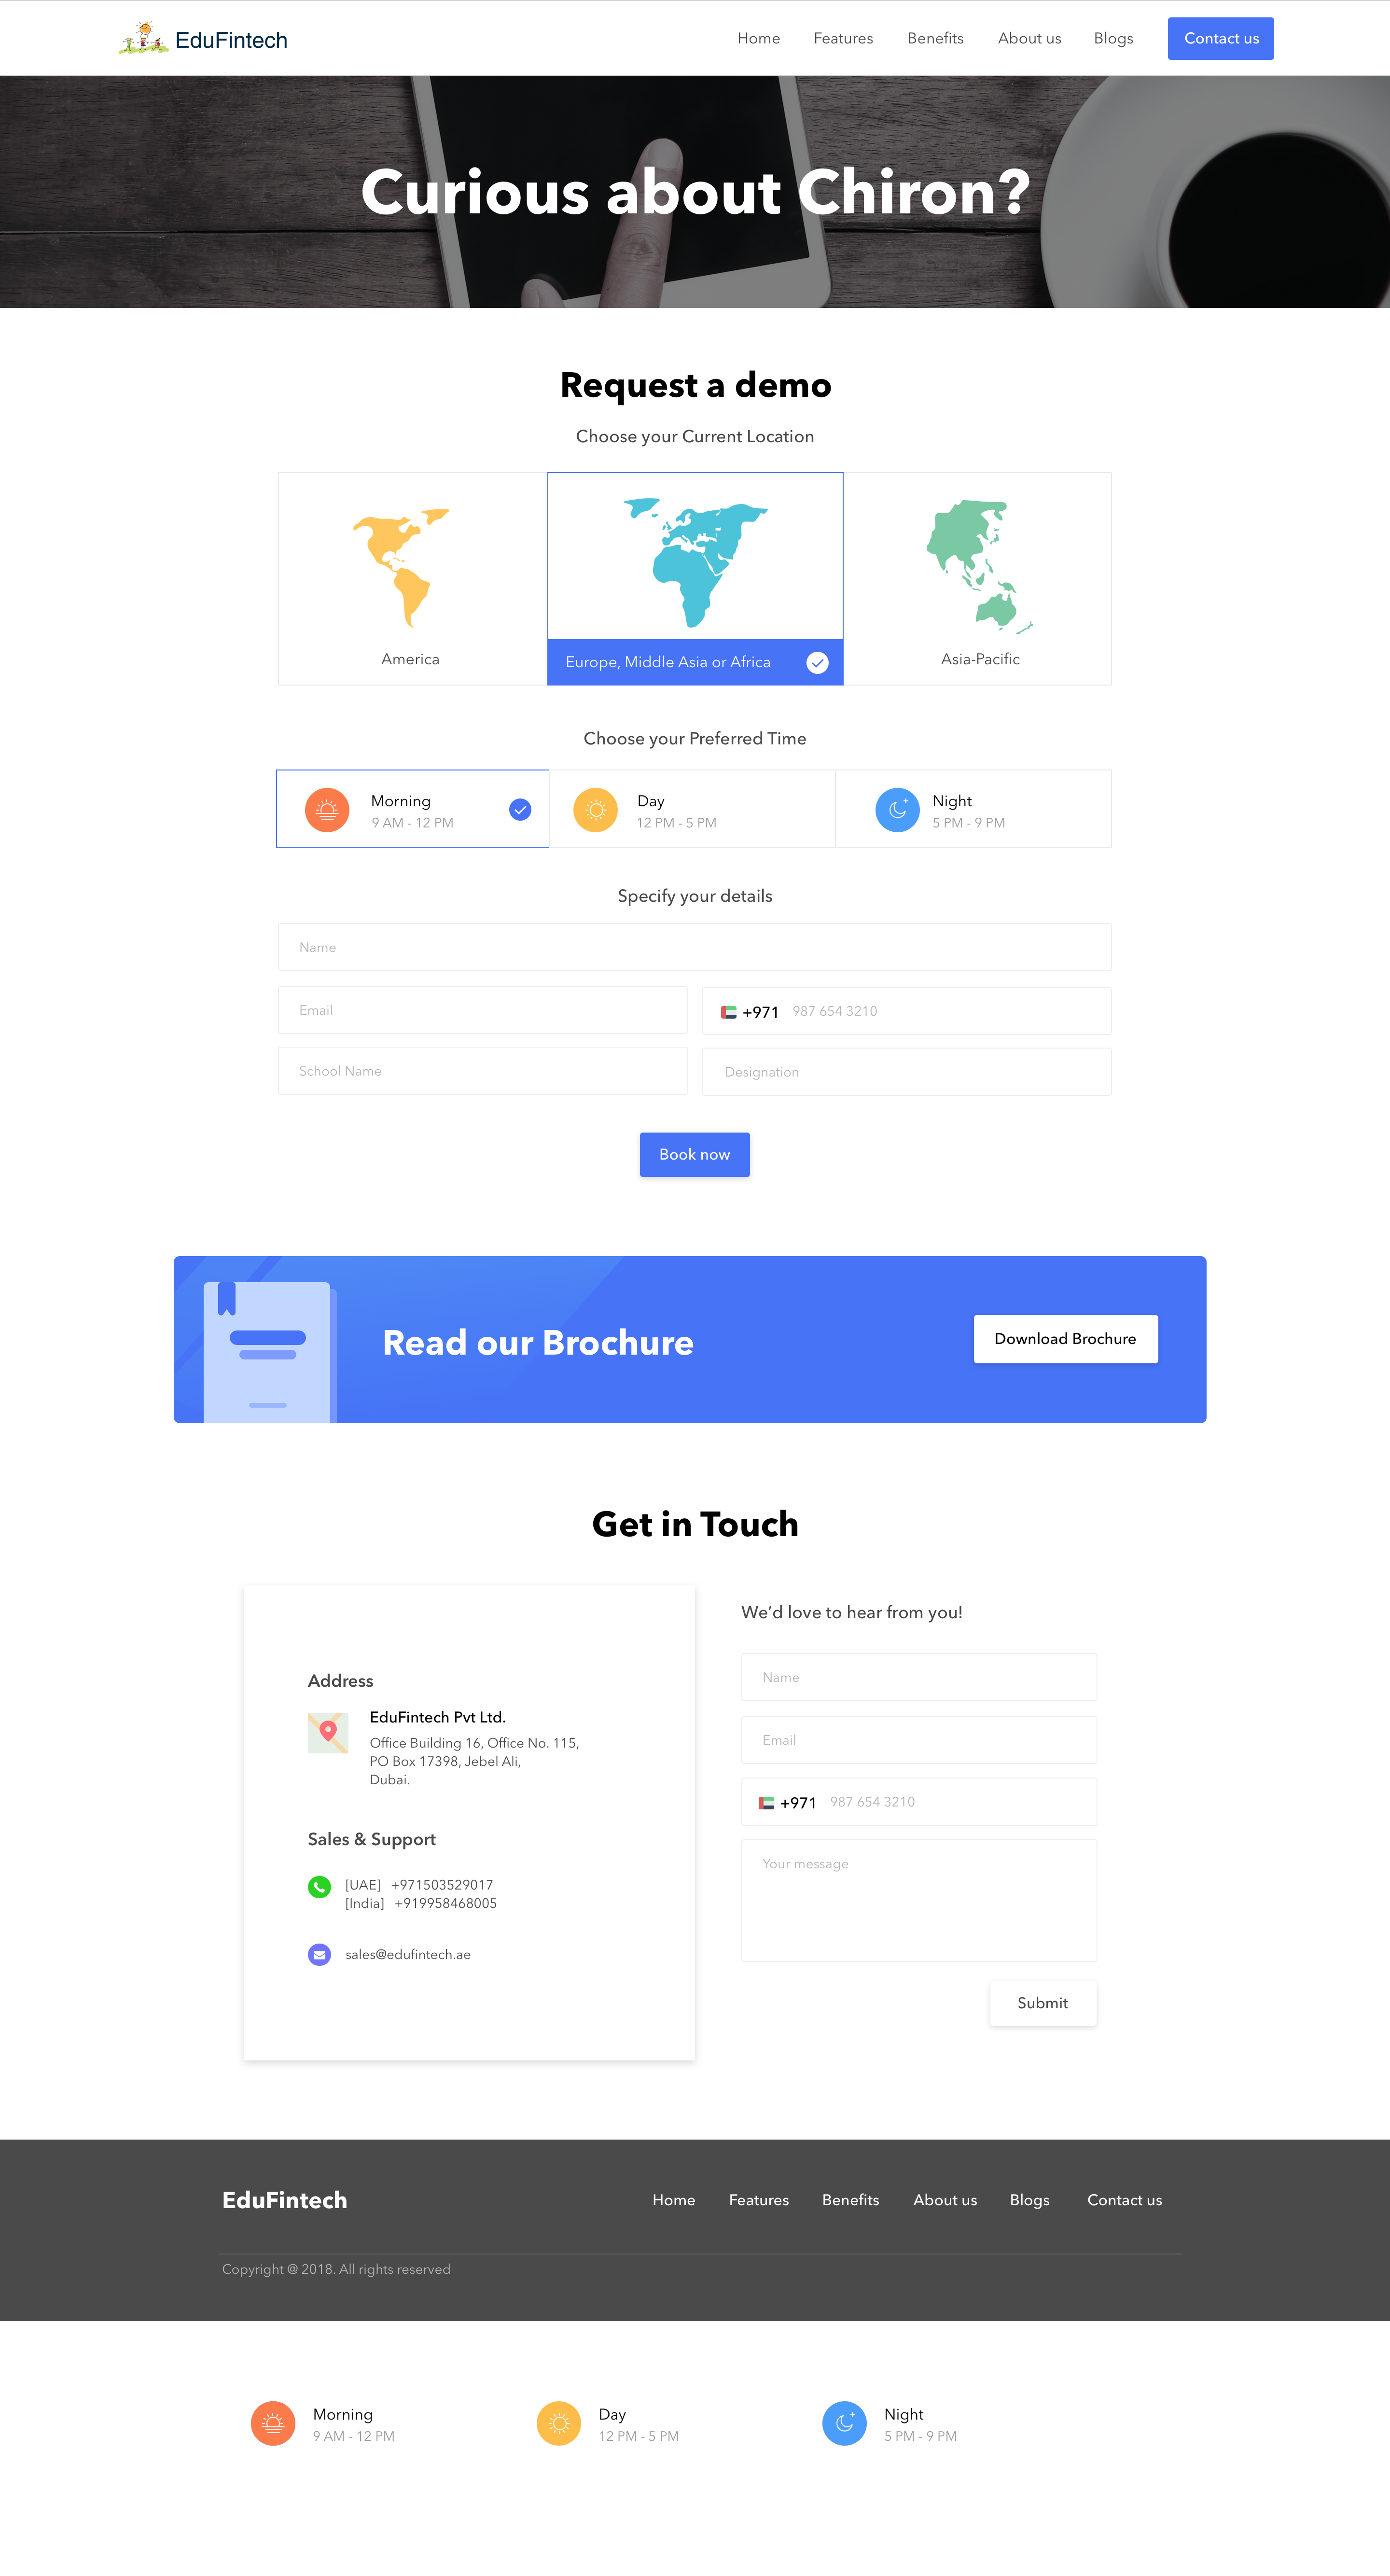 EduFintech
Home Features Benefits About us Blogs Contact us
Curious about Chiron?
Request a demo
Choose your Current Location
America
Europe, Middle Asia or Africa
Asia-Pacific
Choose your Preferred Time
Morning
9 AM - 12 PM
Day
12 PM - 5 PM
Night
5 PM - 9 PM
Specify your details
Name
Email
+971 987 654 3210
School Name
Designation
Book now
Read our Brochure
Download Brochure
Get in Touch
Address
EduFintech Pvt Ltd.
Office Building 16, Office No. 115,
PO Box 17398, Jebel Ali,
Dubai.
Sales & Support
[UAE] +971503529017
[India] +919958468005
sales@edufintech.ae
We’d love to hear from you!
Name
Email
+971 987 654 3210
Your message
Submit
EduFintech
Home Features Benefits About us Blogs Contact us
Copyright @ 2018. All rights reserved
Morning
9 AM - 12 PM
Day
12 PM - 5 PM
Night
5 PM - 9 PM